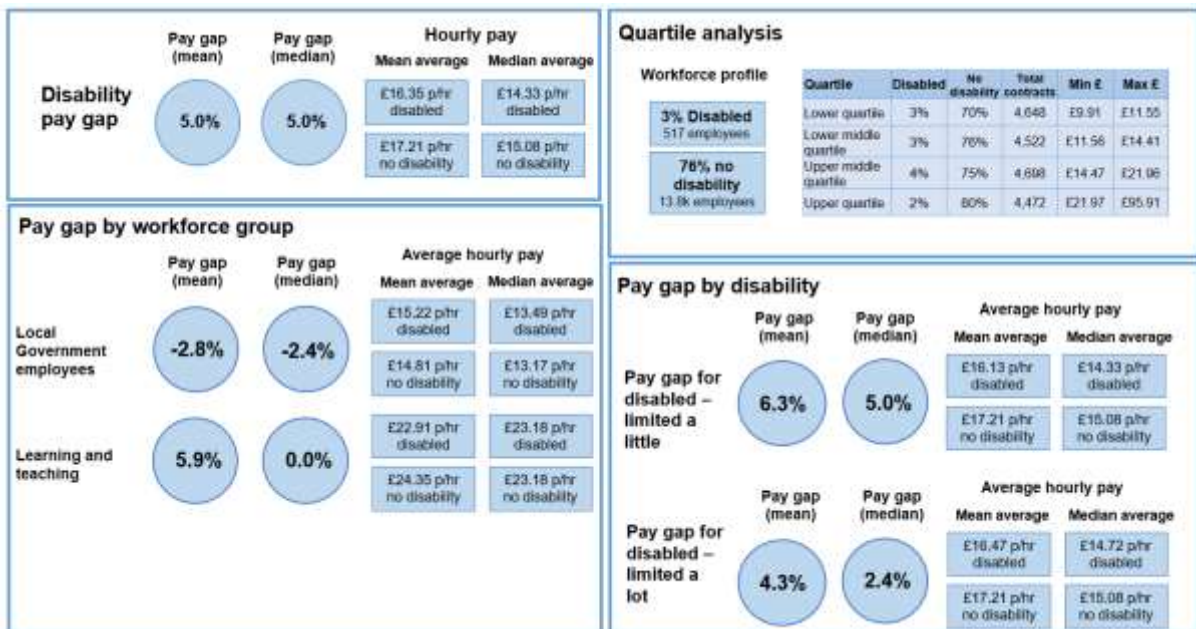 Disability
pay gap
Pay gap
(mean)
Pay gap
(median)
5.0%
5.0%
Hourly pay
Mean average
Median average
£16.35 p/hr
disabled
£14.33 p/hr
disabled
£17.21 p/hr
no disability
£15.08 p/hr
no disability
Pay gap by workforce group
Pay gap
(mean)
Pay gap
(median)
Average hourly pay
Mean average
Median average
Local
Government
employees
-2.8%
-2.4%
£15.22 p/hr
disabled
£13.49 p/hr
disabled
£14.81 p/hr
no disability
£13.17 p/hr
no disability
Learning and
teaching
5.9%
0.0%
£22.91 p/hr
disabled
£23.18 p/hr
disabled
£24.35 p/hr
no disability
£23.18 p/hr
no disability
Quartile analysis
Workforce profile
3% Disabled
517 employees
76% no
disability
13.8k employees
Quartile Disabled No disability Total contracts Min £ Max £
Lower quartile 3% 70% 4,648 £9.91 £11.55
Lower middle quartile 3% 76% 4,522 £11.56 £14.41
Upper middle quartile 4% 75% 4,698 £14.47 £21.96
Upper quartile 2% 80% 4,472 £21.97 £95.91
Pay gap by disability
Pay gap
(mean)
Pay gap
(median)
Average hourly pay
Mean average
Median average
Pay gap for
disabled –
limited a
little
6.3%
5.0%
£16.13 p/hr
disabled
£14.33 p/hr
disabled
£17.21 p/hr
no disability
£15.08 p/hr
no disability
Pay gap for
disabled –
limited a
lot
Pay gap
(mean)
Pay gap
(median)
Average hourly pay
Mean average
Median average
4.3%
2.4%
£16.47 p/hr
disabled
£14.72 p/hr
disabled
£17.21 p/hr
no disability
£15.08 p/hr
no disability